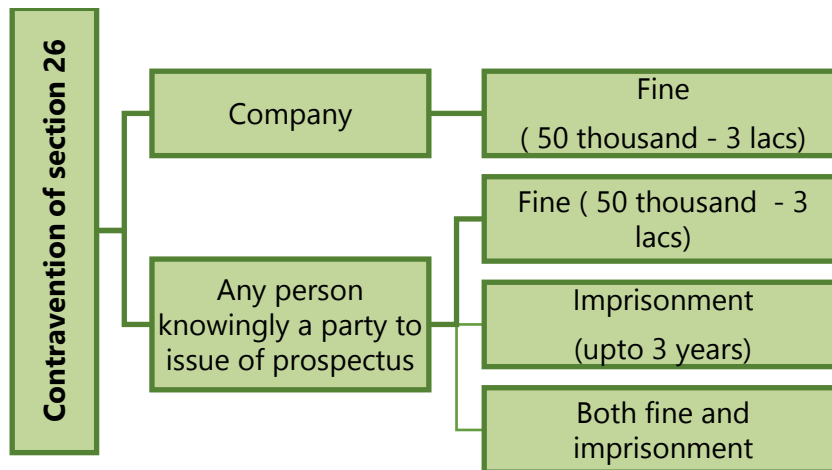 Contravention of section 26
Company
Fine
( 50 thousand - 3 lacs)
Any person
knowingly a party to
issue of prospectus
Fine ( 50 thousand - 3
lacs)
Imprisonment
(upto 3 years)
Both fine and
imprisonment